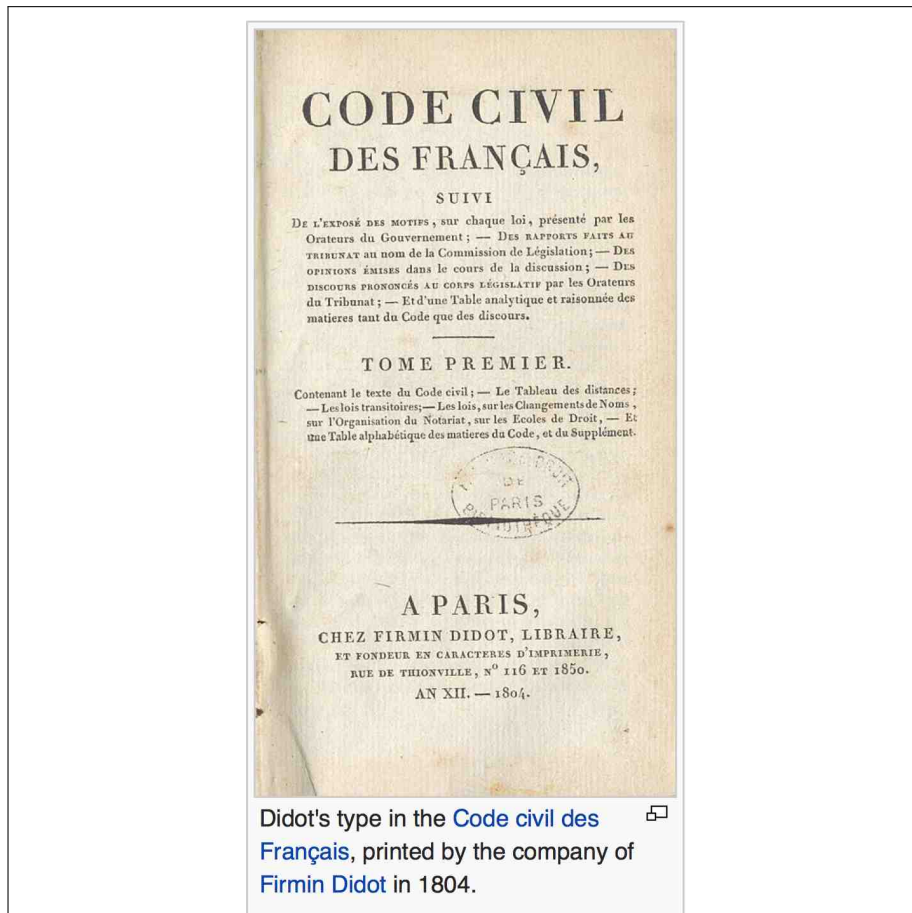 CODE CIVIL
DES FRANÇAIS,
SUIVI
DE L'EXPOSÉ DES MOTIFS, sur chaque loi, présenté par les
Orateurs du Gouvernement; — DES RAPPORTS FAITS AU
TRIBUNAT au nom de la Commission de Législation; — DES
OPINIONS ÉMISES dans le cours de la discussion; — DES
DISCOURS PRONONCÉS AU CORPS LÉGISLATIF par les Orateurs
du Tribunat; — Et d'une Table analytique et raisonnée des
matieres tant du Code que des discours.
TOME PREMIER.
Contenant le texte du Code civil; — Le Tableau des distances;
— Les lois transitoires; — Les lois, sur les Changements de Noms,
sur l'Organisation du Notariat, sur les Ecoles de Droit, — Et
une Table alphabétique des matieres du Code, et du Supplément.
DE
PARIS
A PARIS,
CHEZ FIRMIN DIDOT, LIBRAIRE,
ET FONDEUR EN CARACTERES D'IMPRIMERIE,
RUE DE THIONVILLE, N° 116 ET 1850.
AN XII. — 1804.
Didot's type in the Code civil des
Français, printed by the company of
Firmin Didot in 1804.